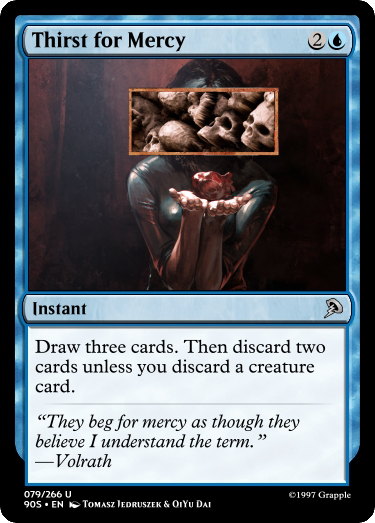 Thirst for Mercy 2
Instant
Draw three cards. Then discard two
cards unless you discard a creature
card.
“They beg for mercy as though they
believe I understand the term.”
—Volrath
079/266 U
90S • EN Tomasz Jedruszek & QiYu Dai
©1997 Grapple